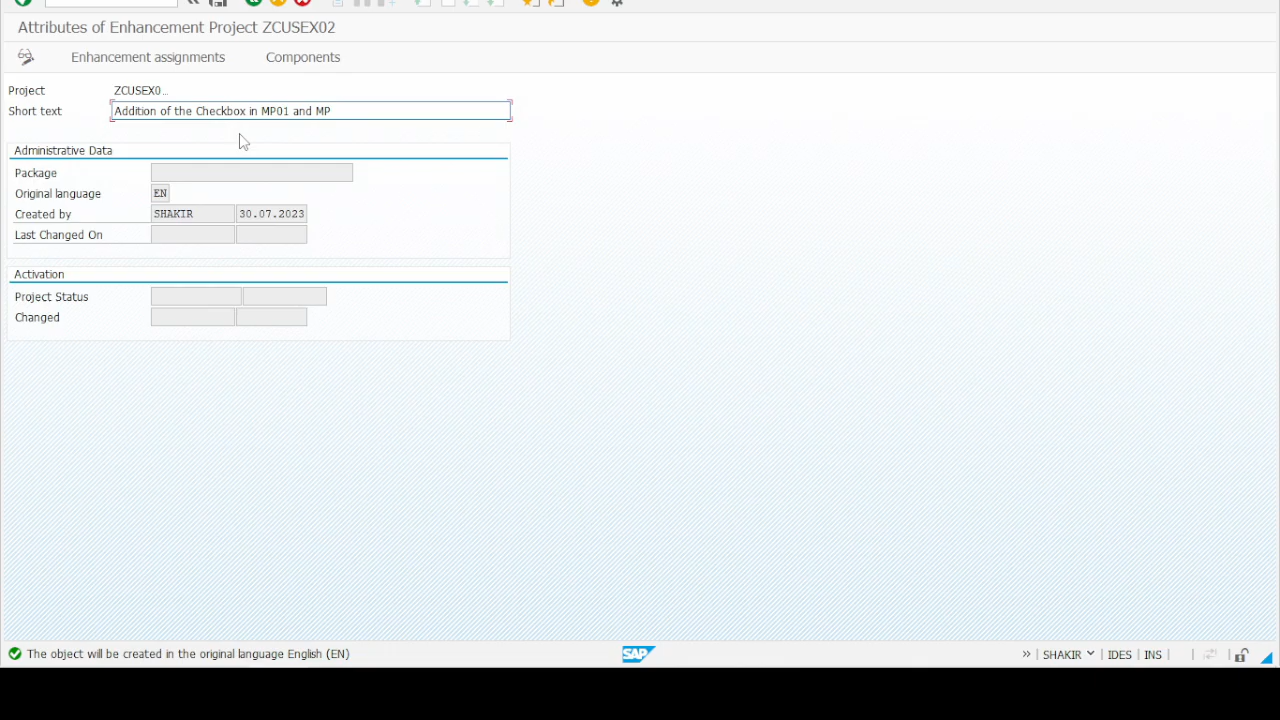 Attributes of Enhancement Project ZCUSEX02
Enhancement assignments Components
Project ZCUSEX0...
Short text Addition of the Checkbox in MP01 and MP
Administrative Data
Package
Original language EN
Created by SHAKIR 30.07.2023
Last Changed On
Activation
Project Status
Changed
The object will be created in the original language English (EN)
SAP
» | SHAKIR | IDES | INS |